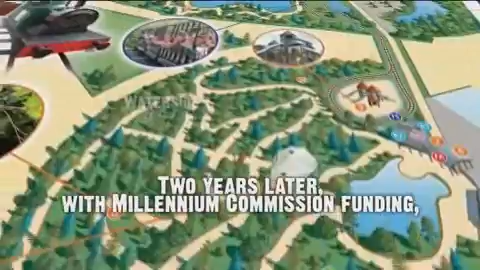 TWO YEARS LATER,
WITH MILLENNIUM COMMISSION FUNDING,